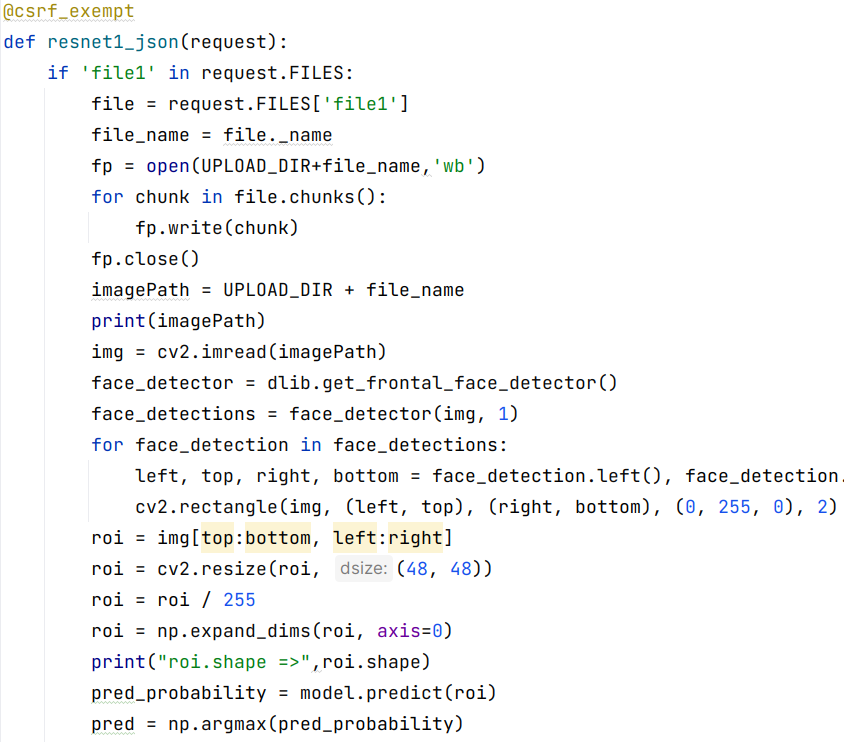 @csrf_exempt
def resnet1_json(request):
    if 'file1' in request.FILES:
        file = request.FILES['file1']
        file_name = file._name
        fp = open(UPLOAD_DIR+file_name,'wb')
        for chunk in file.chunks():
            fp.write(chunk)
        fp.close()
        imagePath = UPLOAD_DIR + file_name
        print(imagePath)
        img = cv2.imread(imagePath)
        face_detector = dlib.get_frontal_face_detector()
        face_detections = face_detector(img, 1)
        for face_detection in face_detections:
            left, top, right, bottom = face_detection.left(), face_detection.
            cv2.rectangle(img, (left, top), (right, bottom), (0, 255, 0), 2)
        roi = img[top:bottom, left:right]
        roi = cv2.resize(roi, dsize: (48, 48))
        roi = roi / 255
        roi = np.expand_dims(roi, axis=0)
        print("roi.shape =>",roi.shape)
        pred_probability = model.predict(roi)
        pred = np.argmax(pred_probability)